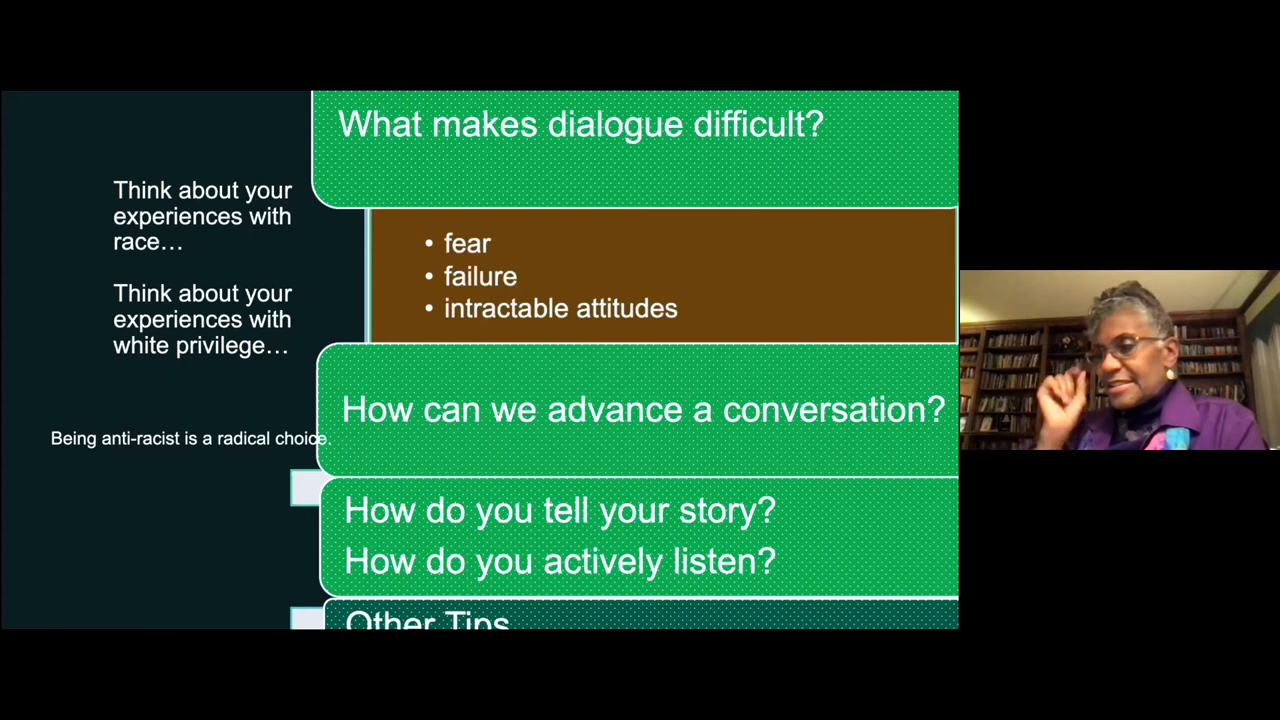 What makes dialogue difficult?
Think about your
experiences with
race…
Think about your
experiences with
white privilege…
Being anti-racist is a radical choice.
• fear
• failure
• intractable attitudes
How can we advance a conversation?
How do you tell your story?
How do you actively listen?
Other Tips